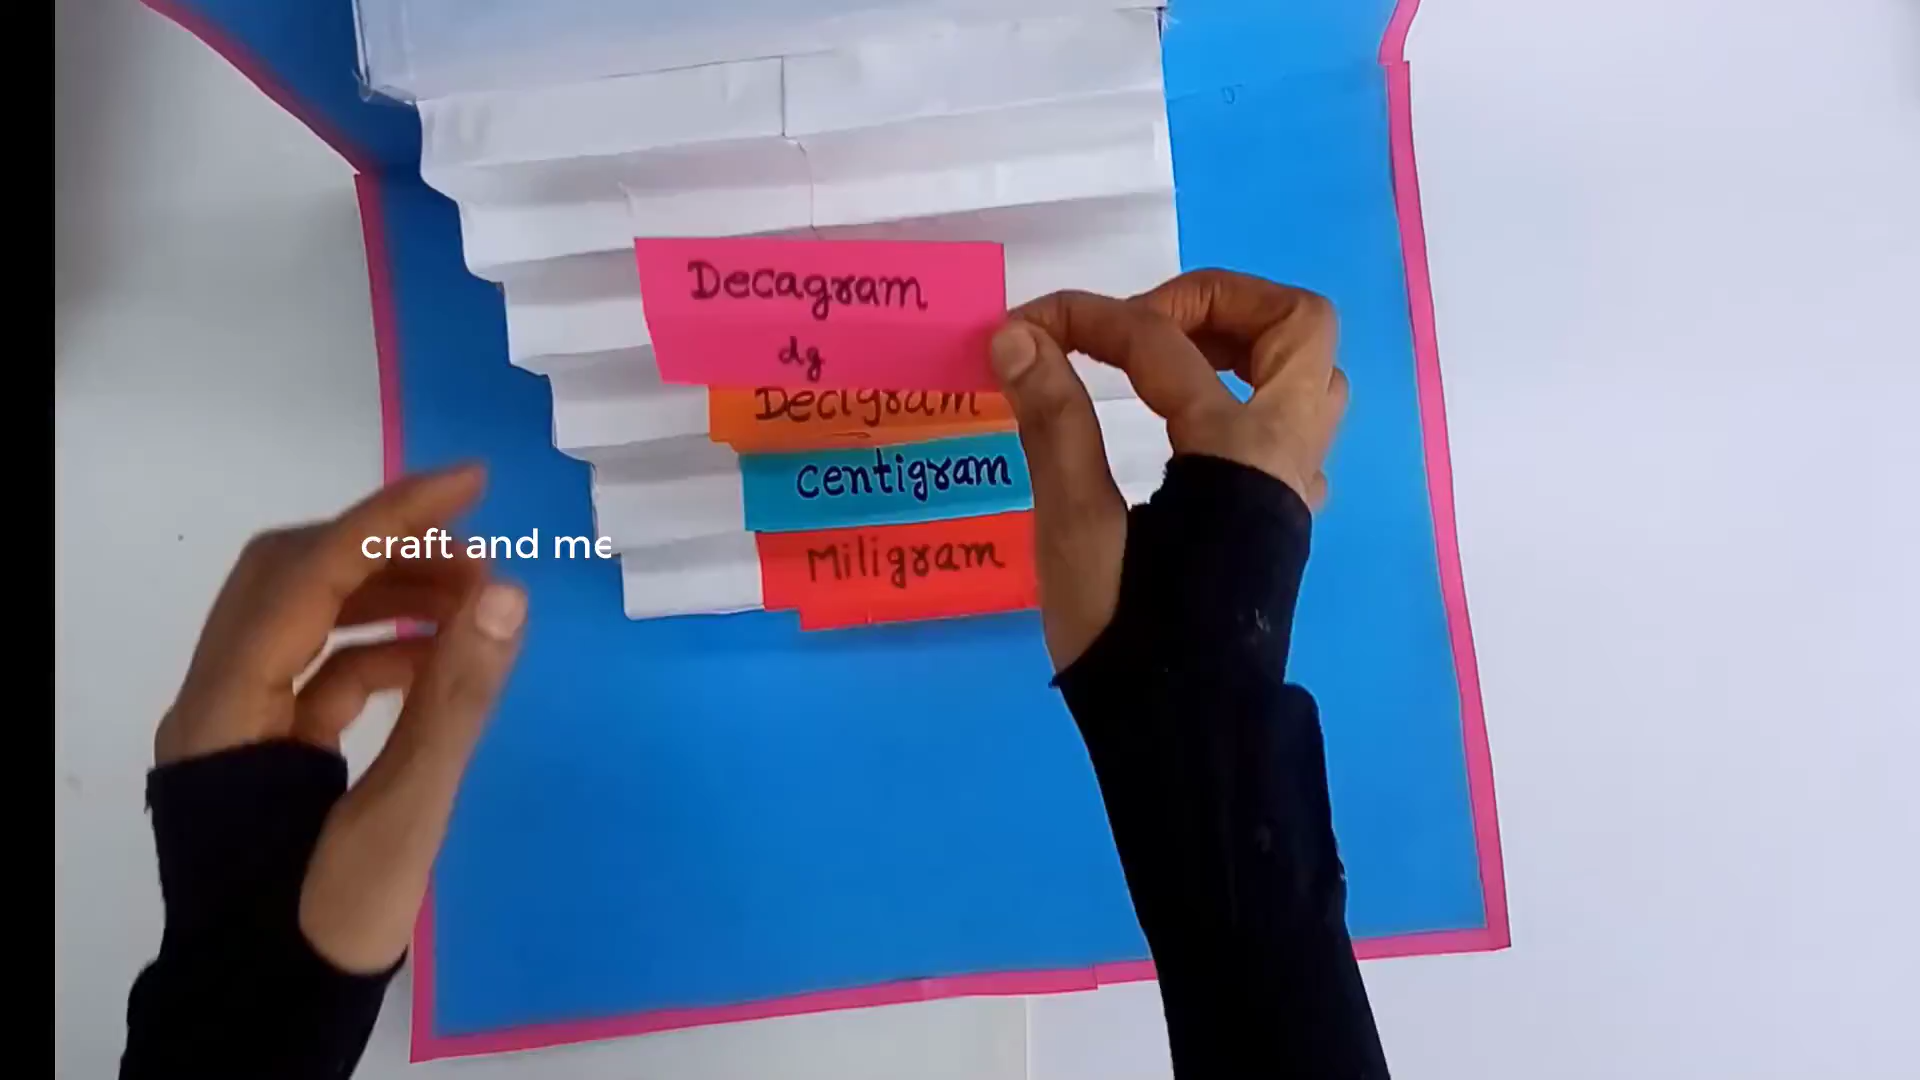 Decagram
dg
Decigram
centigram
Miligram
craft and me